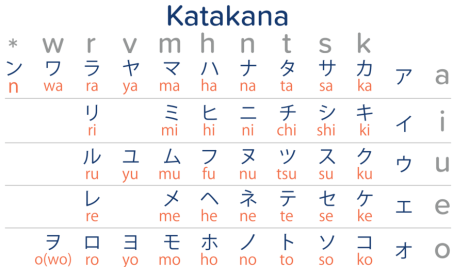 Katakana
* w r v m h n t s k
ン ワ ラ ヤ マ ハ ナ タ サ カ ア a
n wa ra ya ma ha na ta sa ka
リ ミ ヒ ニ チ シ キ イ i
ri mi hi ni chi shi ki
ル ユ ム フ ヌ ツ ス ク ウ u
ru yu mu fu nu tsu su ku
レ メ ヘ ネ テ セ ケ エ e
re me he ne te se ke
ヲ ロ ヨ モ ホ ノ ト ソ コ オ o
o(wo) ro yo mo ho no to so ko